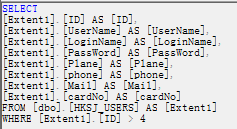 SELECT
[Extent1].[ID] AS [ID],
[Extent1].[UserName] AS [UserName],
[Extent1].[LoginName] AS [LoginName],
[Extent1].[PassWord] AS [PassWord],
[Extent1].[Plane] AS [Plane],
[Extent1].[phone] AS [phone],
[Extent1].[Mail] AS [Mail],
[Extent1].[cardNo] AS [cardNo]
FROM [dbo].[HKSJ_USERS] AS [Extent1]
WHERE [Extent1].[ID] > 4